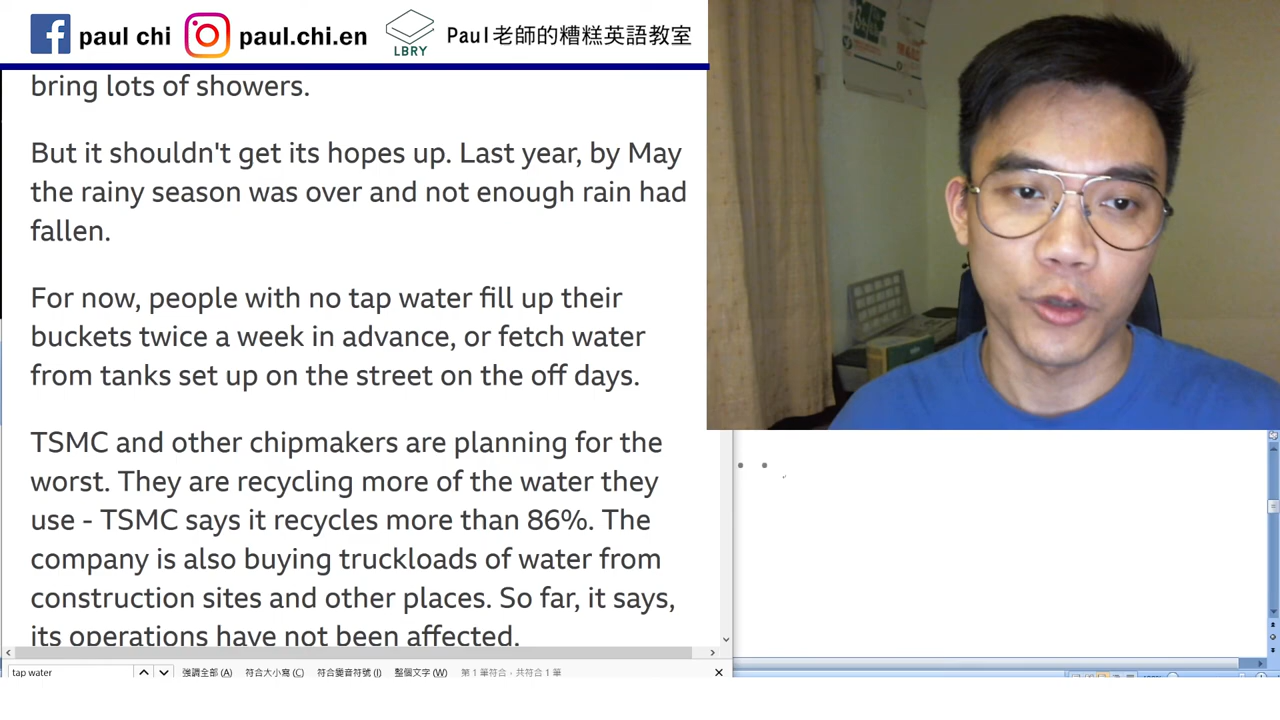 paul chi
paul.chi.en
LBRY
Paul老師的糟糕英語教室
bring lots of showers.
But it shouldn't get its hopes up. Last year, by May
the rainy season was over and not enough rain had
fallen.
For now, people with no tap water fill up their
buckets twice a week in advance, or fetch water
from tanks set up on the street on the off days.
TSMC and other chipmakers are planning for the
worst. They are recycling more of the water they
use - TSMC says it recycles more than 86%. The
company is also buying truckloads of water from
construction sites and other places. So far, it says,
its operations have not been affected.
tap water
強調全部 (A)
符合大小寫 (C)
符合變音符號 (I)
整個文字 (W)
第 1 筆符合，共符合 1 筆